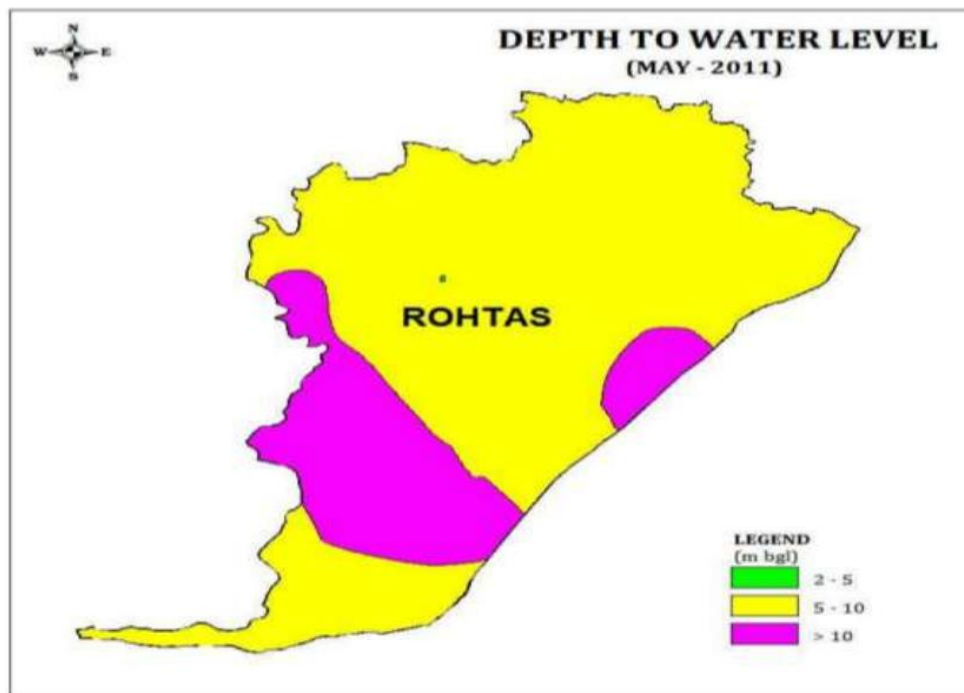 N
W E
S
DEPTH TO WATER LEVEL
(MAY - 2011)
ROHTAS
LEGEND
(m bgl)
2 - 5
5 - 10
> 10